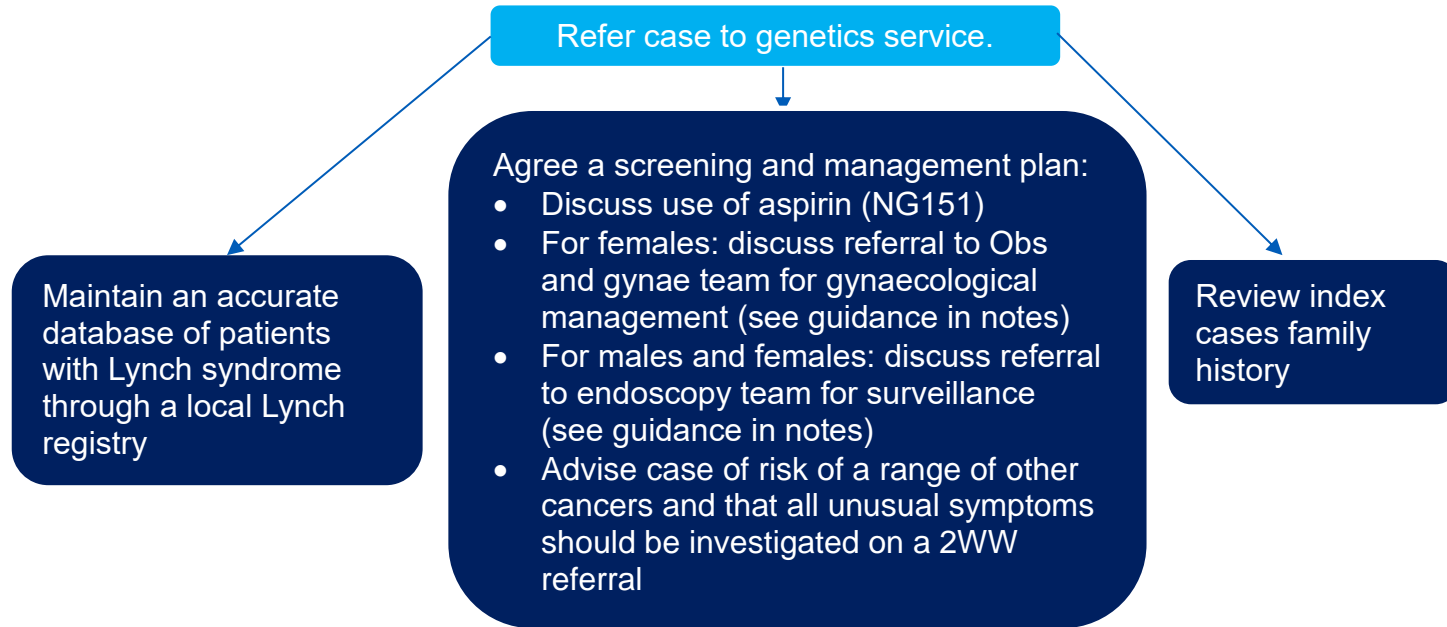 Refer case to genetics service.
Maintain an accurate
database of patients
with Lynch syndrome
through a local Lynch
registry
Agree a screening and management plan:
• Discuss use of aspirin (NG151)
• For females: discuss referral to Obs
and gynae team for gynaecological
management (see guidance in notes)
• For males and females: discuss referral
to endoscopy team for surveillance
(see guidance in notes)
• Advise case of risk of a range of other
cancers and that all unusual symptoms
should be investigated on a 2WW
referral
Review index
cases family
history